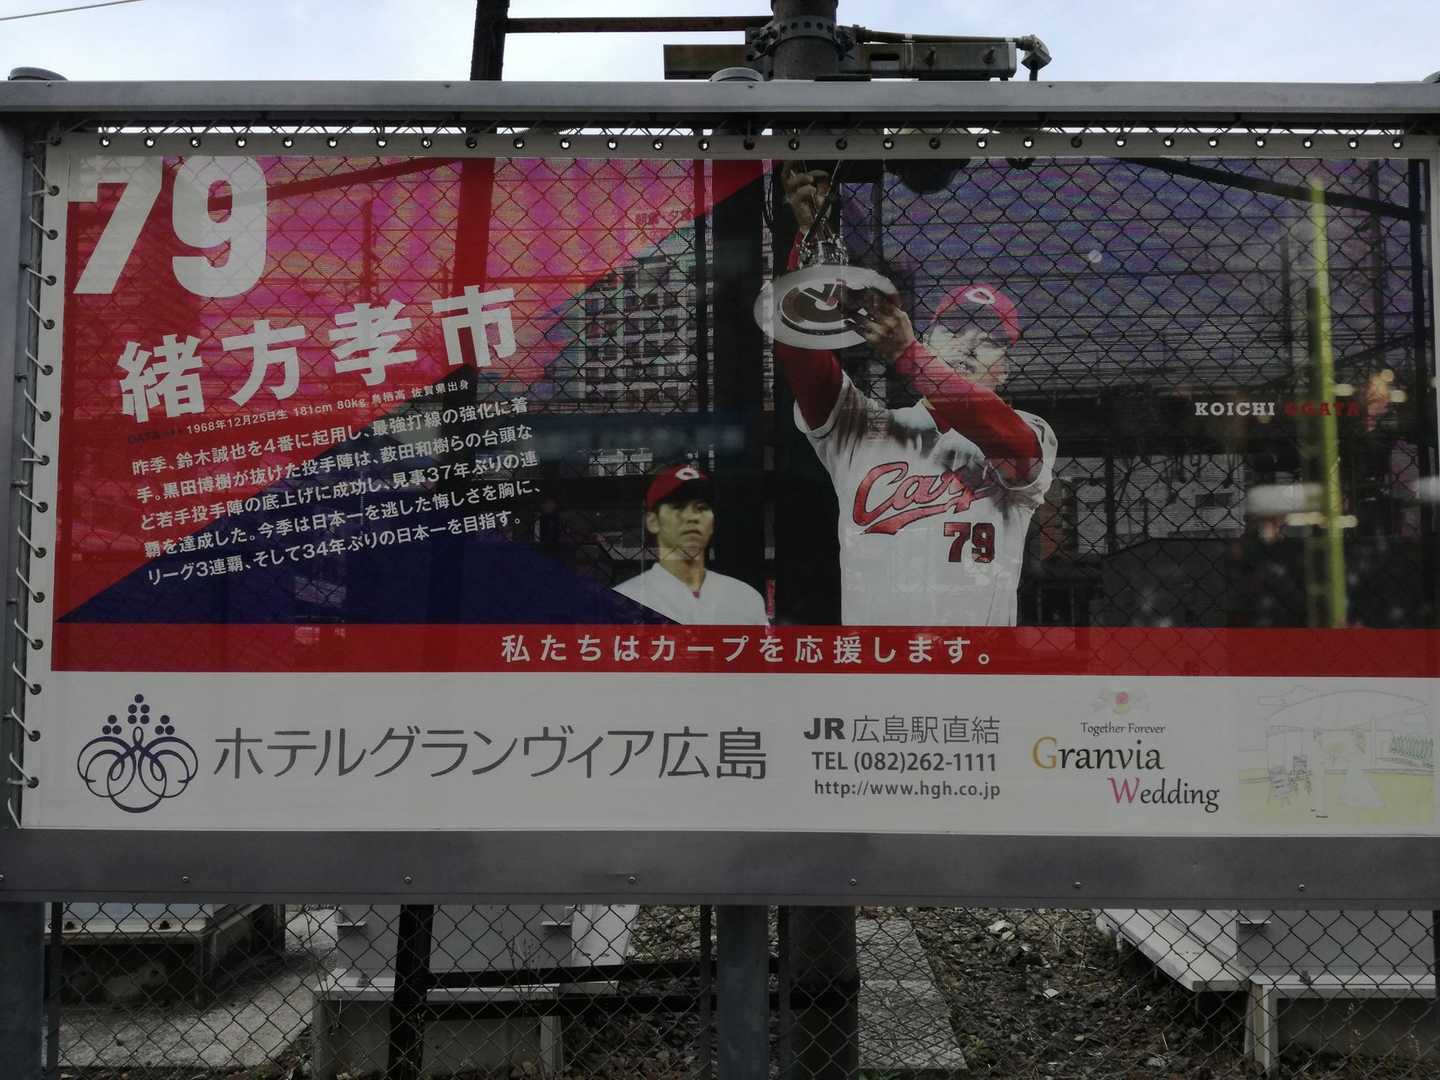 79
緒方孝市
DATA 1968年12月25日生 181cm 80kg 鳥栖高 佐賀県出身
昨季、鈴木誠也を4番に起用し、最強打線の強化に着
手。黒田博樹が抜けた投手陣は、薮田和樹らの台頭な
ど若手投手陣の底上げに成功し、見事37年ぶりの連
覇を達成した。今季は日本一を逃した悔しさを胸に、
リーグ3連覇、そして34年ぶりの日本一を目指す。
KOICHI OGATA
Carp
79
私たちはカープを応援します。
ホテルグランヴィア広島
JR広島駅直結
TEL (082)262-1111
http://www.hgh.co.jp
Together Forever
Granvia
Wedding